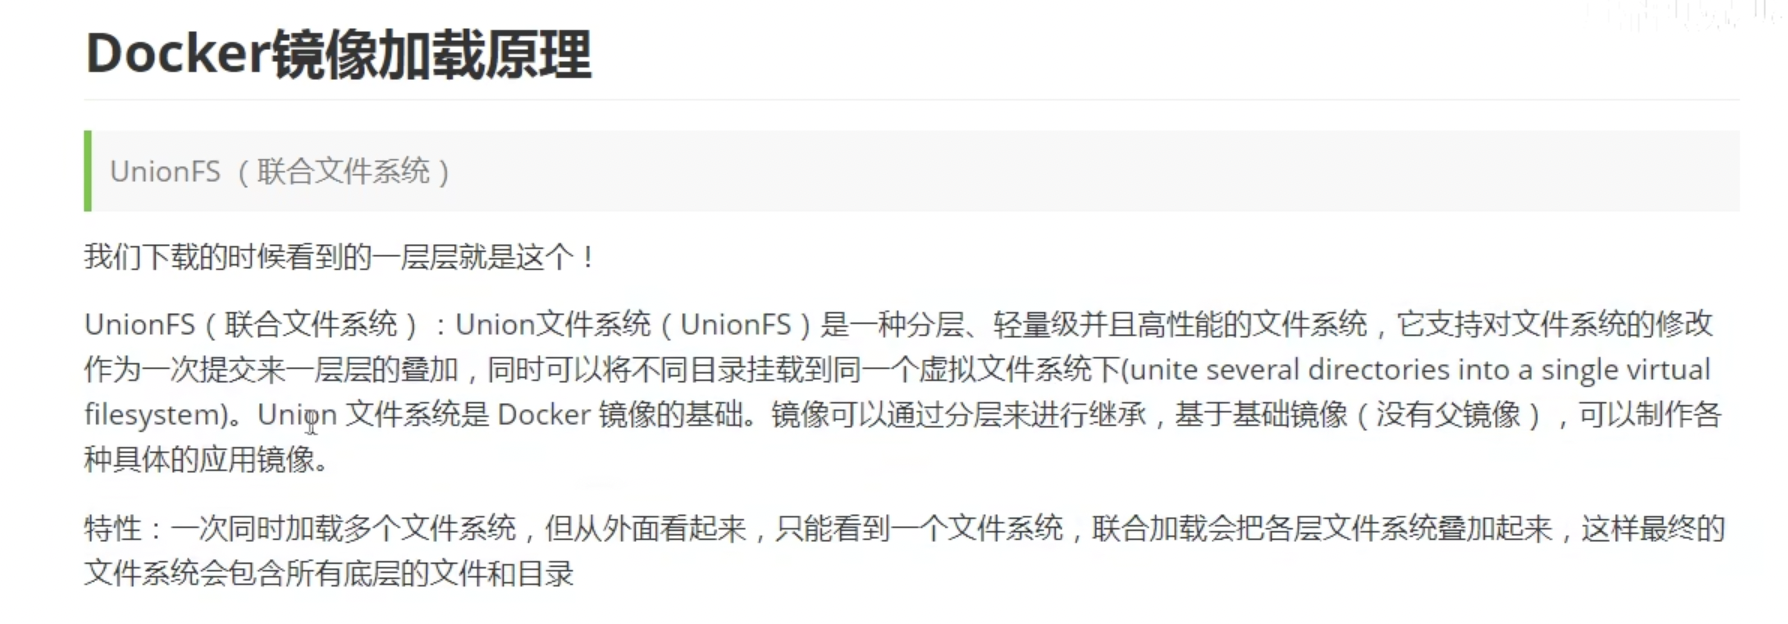 Docker镜像加载原理
UnionFS （联合文件系统）
我们下载的时候看到的一层层就是这个！
UnionFS（联合文件系统）：Union文件系统（UnionFS）是一种分层、轻量级并且高性能的文件系统，它支持对文件系统的修改
作为一次提交来一层层的叠加，同时可以将不同目录挂载到同一个虚拟文件系统下(unite several directories into a single virtual
filesystem)。Union 文件系统是 Docker 镜像的基础。镜像可以通过分层来进行继承，基于基础镜像（没有父镜像），可以制作各
种具体的应用镜像。
特性：一次同时加载多个文件系统，但从外面看起来，只能看到一个文件系统，联合加载会把各层文件系统叠加起来，这样最终的
文件系统会包含所有底层的文件和目录